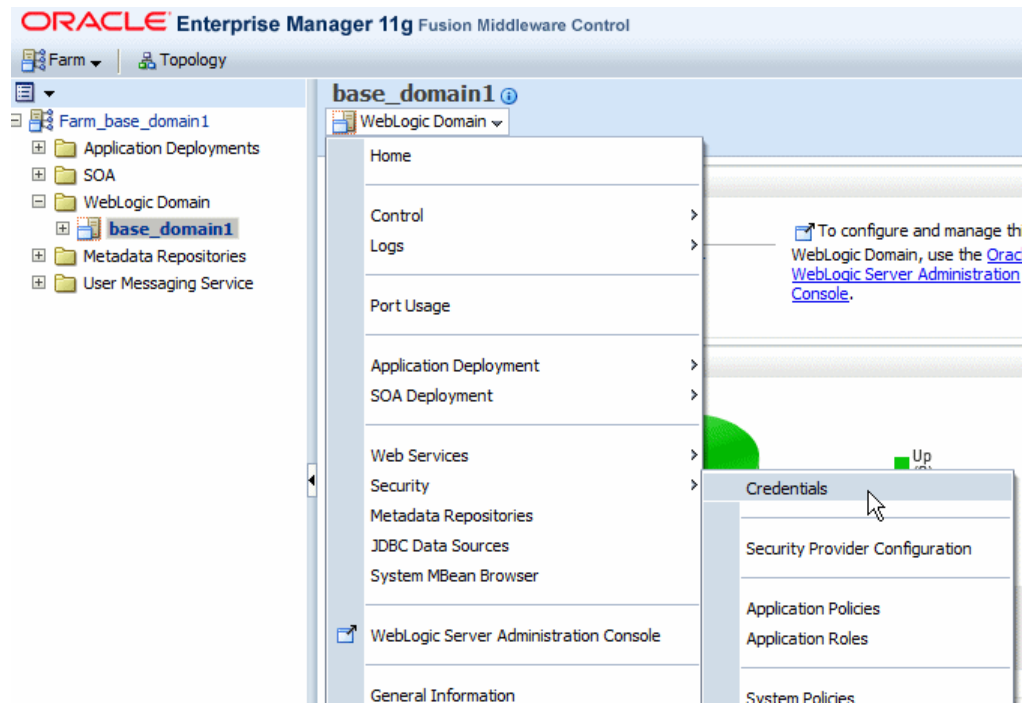 ORACLE Enterprise Manager 11g Fusion Middleware Control
Farm
Topology
Farm_base_domain1
Application Deployments
SOA
WebLogic Domain
base_domain1
Metadata Repositories
User Messaging Service
base_domain1
WebLogic Domain
Home
Control
Logs
Port Usage
Application Deployment
SOA Deployment
Web Services
Security
Metadata Repositories
JDBC Data Sources
System MBean Browser
WebLogic Server Administration Console
General Information
To configure and manage thi
WebLogic Domain, use the Orac
WebLogic Server Administration
Console.
Up
Credentials
Security Provider Configuration
Application Policies
Application Roles
System Policies